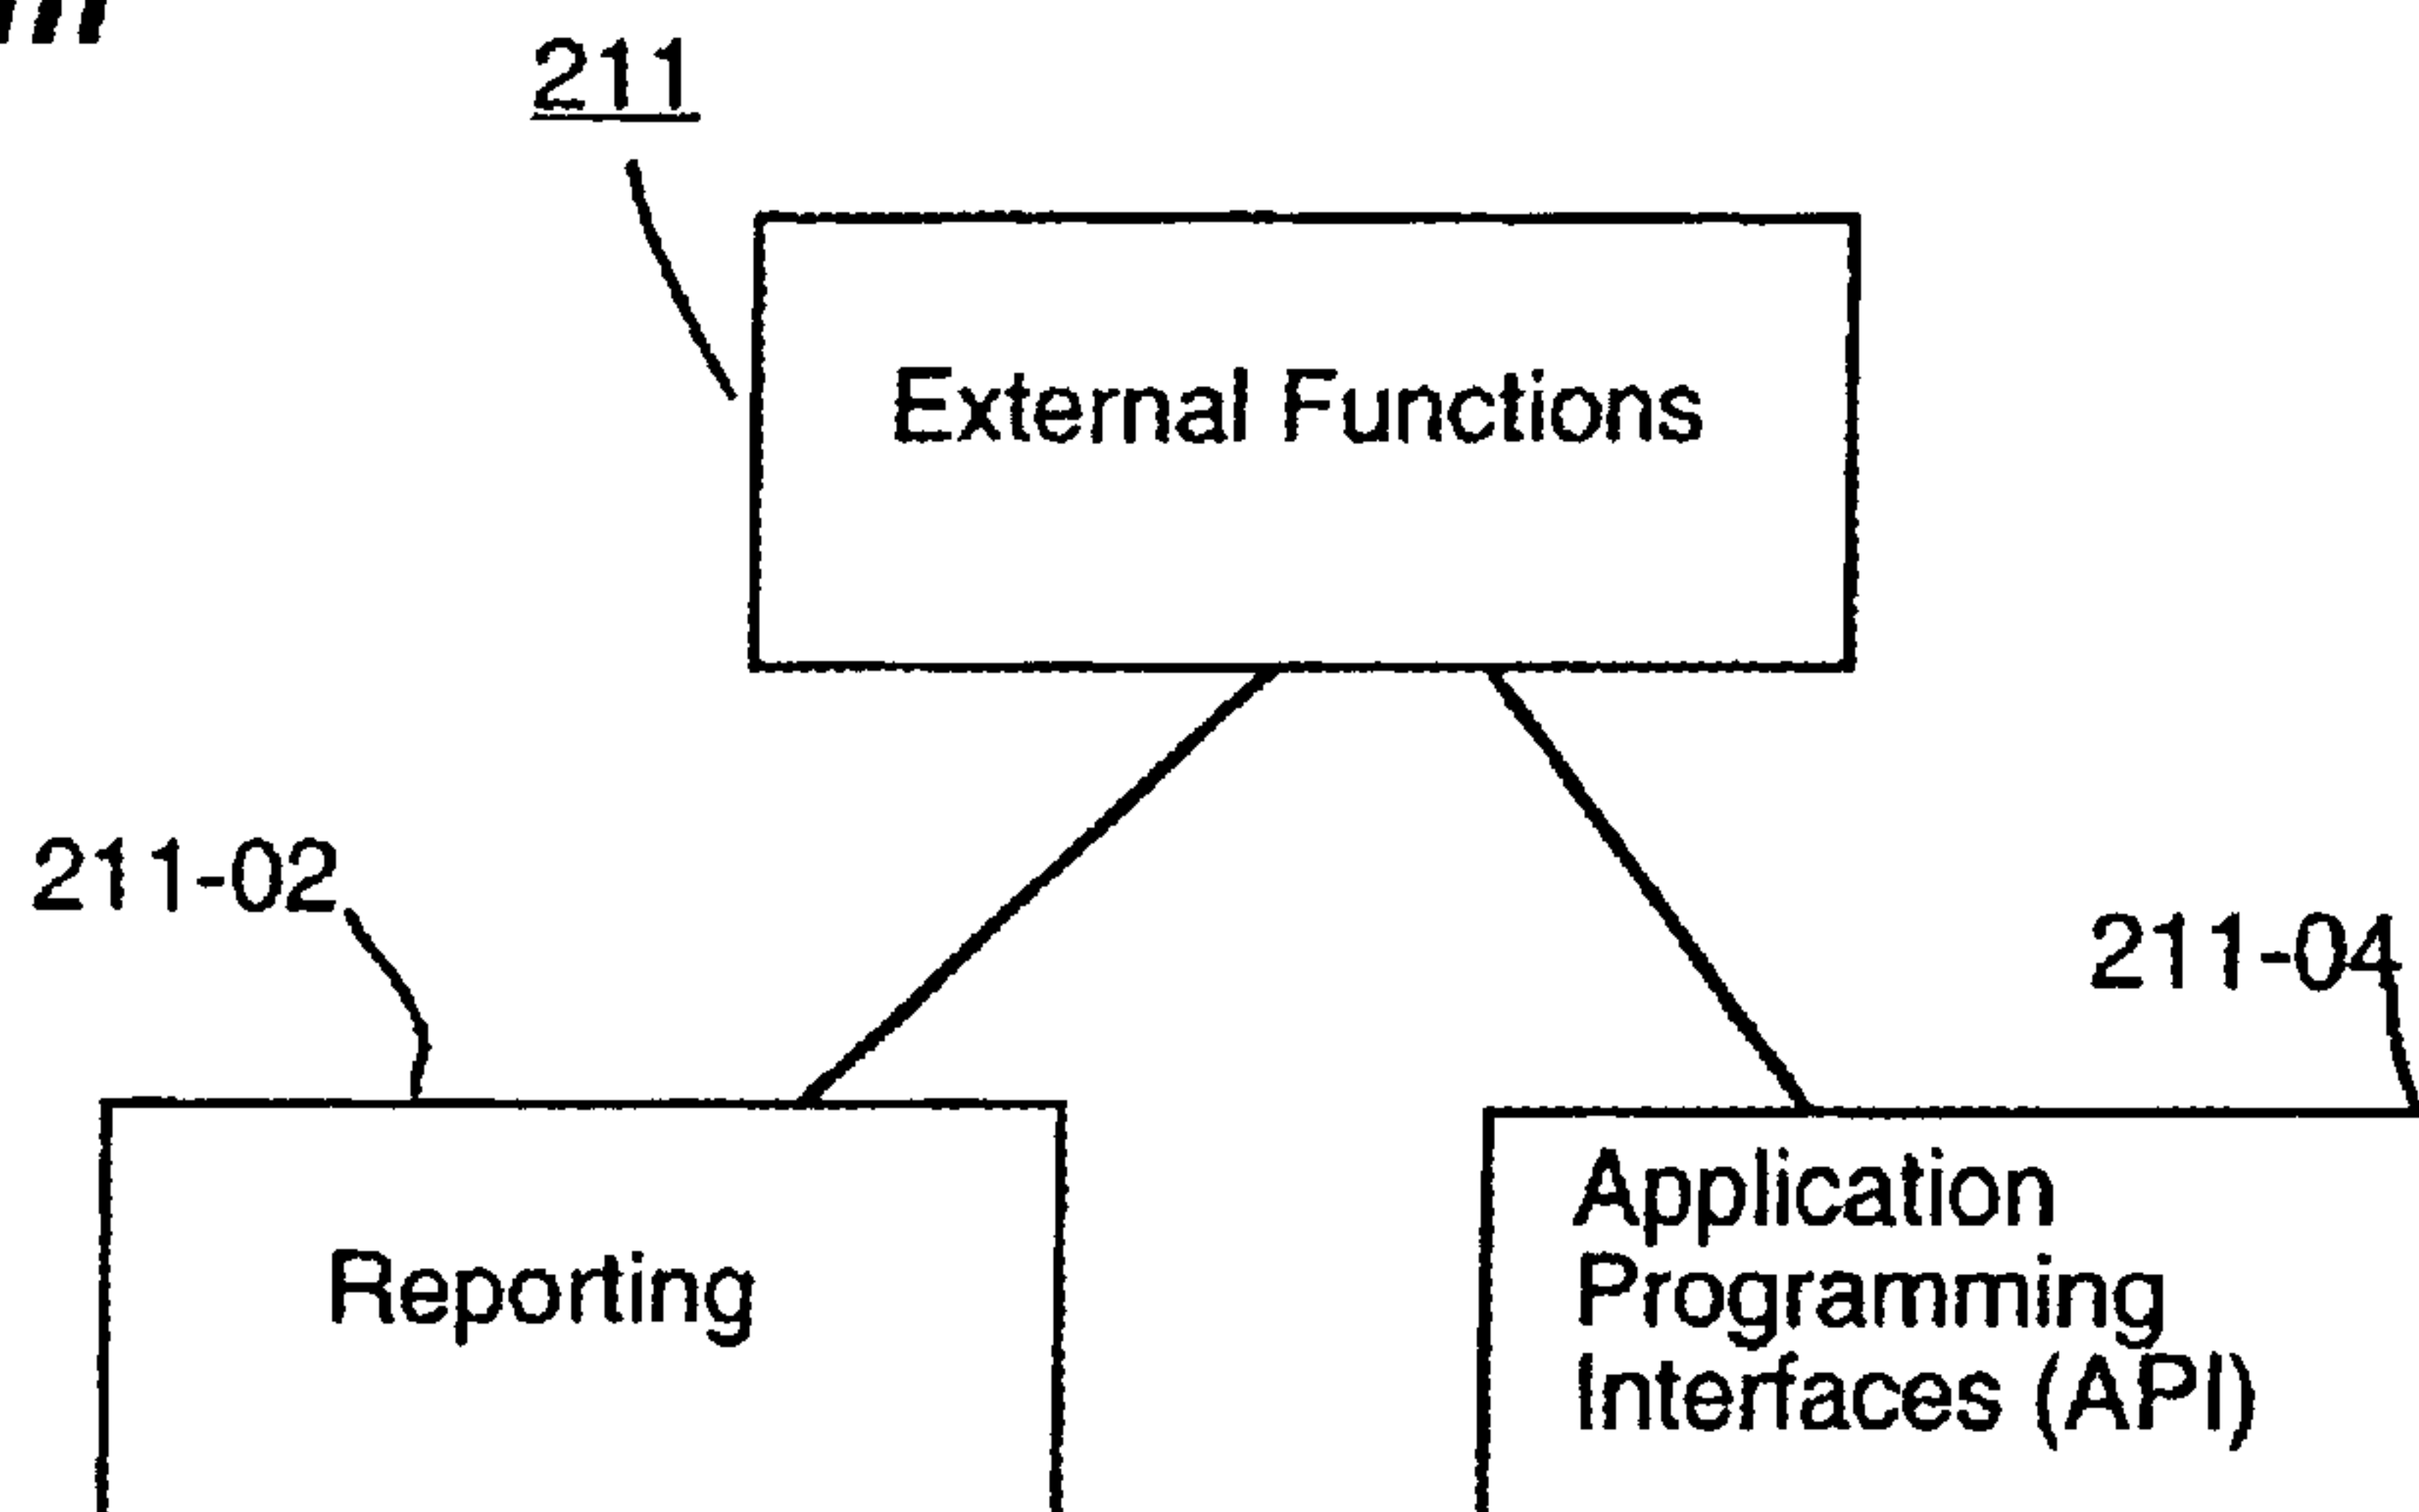 211
External Functions
211-02
211-04
Reporting
Application
Programming
Interfaces (API)